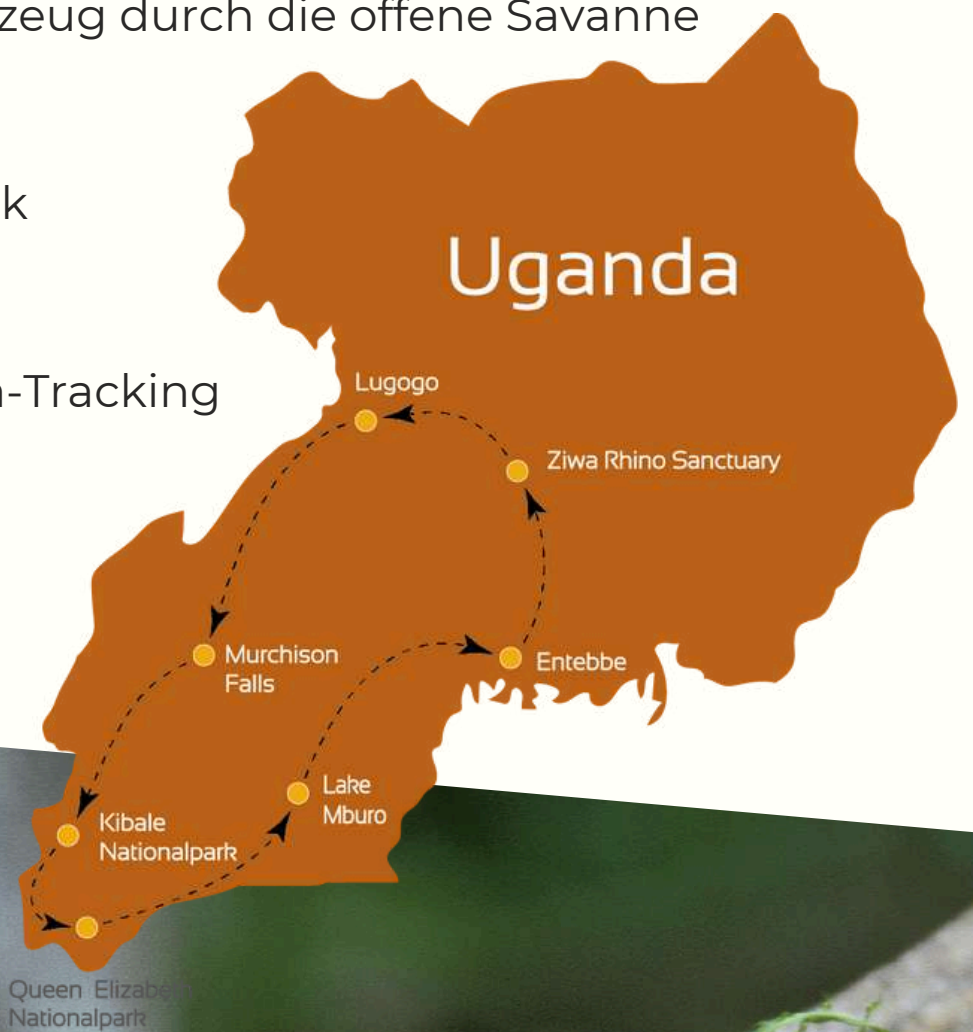 zeug durch die offene Savanne
k
-Tracking
Uganda
Lugogo
Ziwa Rhino Sanctuary
Murchison
Falls
Entebbe
Lake
Mburo
Kibale
Nationalpark
Queen Elizabe
Nationalpark